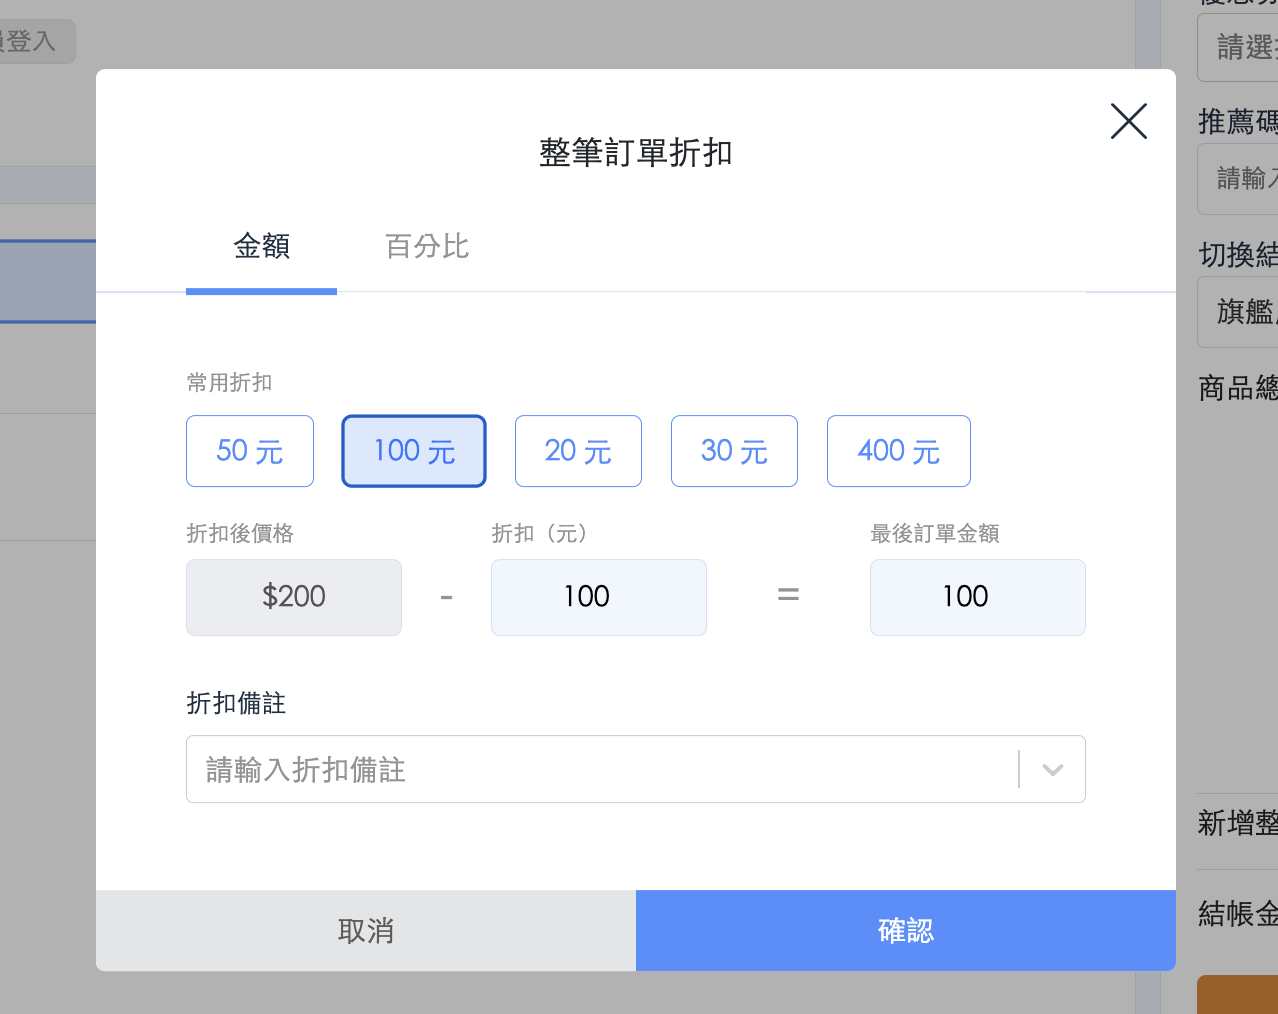 員登入
請選
推薦碼
請輸入
切換結
旗艦
商品總
新增整
結帳金
整筆訂單折扣
金額 百分比
常用折扣
50 元 100 元 20 元 30 元 400 元
折扣後價格 折扣（元） 最後訂單金額
$200 - 100 = 100
折扣備註
請輸入折扣備註
取消 確認